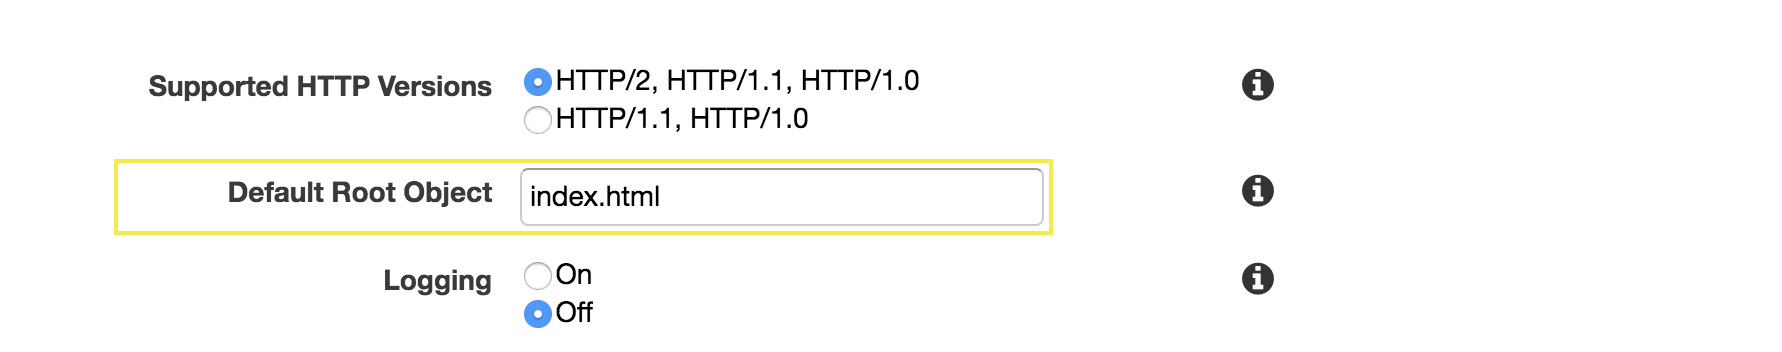 Supported HTTP Versions
HTTP/2, HTTP/1.1, HTTP/1.0
HTTP/1.1, HTTP/1.0
Default Root Object
index.html
Logging
On
Off